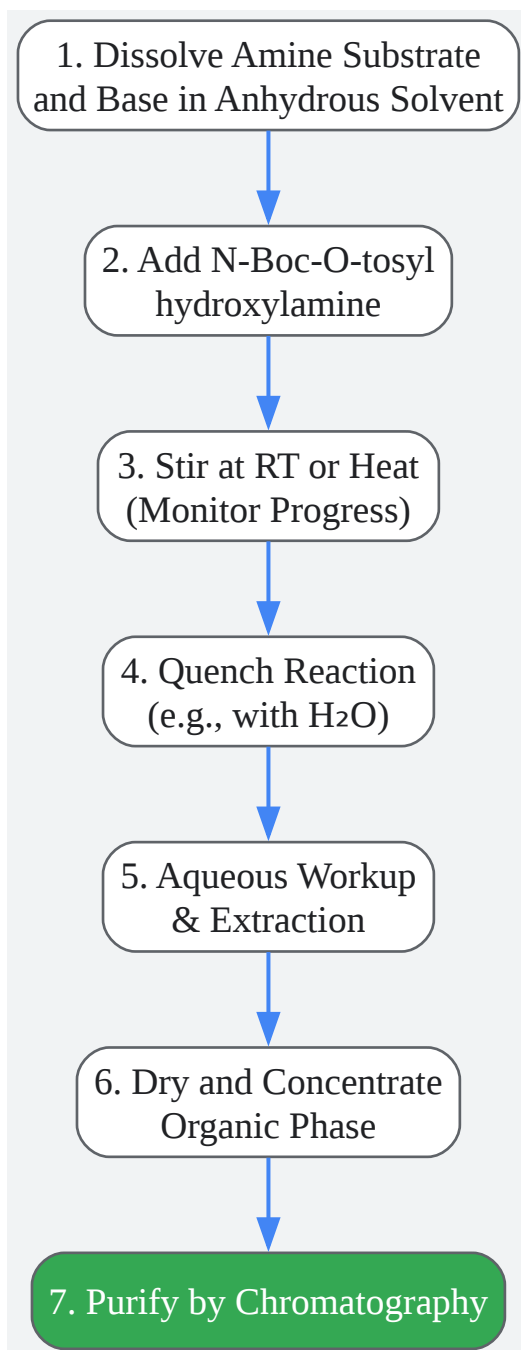 1. Dissolve Amine Substrate
and Base in Anhydrous Solvent
2. Add N-Boc-O-tosyl
hydroxylamine
3. Stir at RT or Heat
(Monitor Progress)
4. Quench Reaction
(e.g., with H₂O)
5. Aqueous Workup
& Extraction
6. Dry and Concentrate
Organic Phase
7. Purify by Chromatography